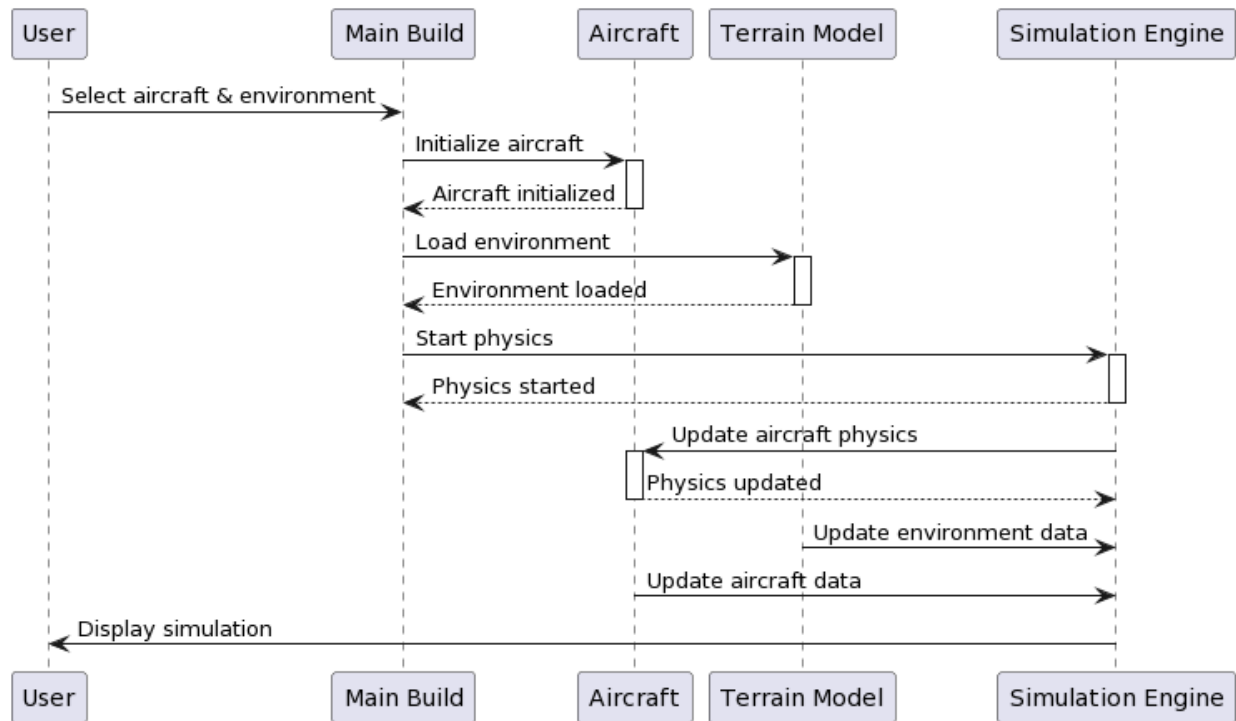 User Main Build Aircraft Terrain Model Simulation Engine
Select aircraft & environment
Initialize aircraft
Aircraft initialized
Load environment
Environment loaded
Start physics
Physics started
Update aircraft physics
Physics updated
Update environment data
Update aircraft data
Display simulation
User Main Build Aircraft Terrain Model Simulation Engine